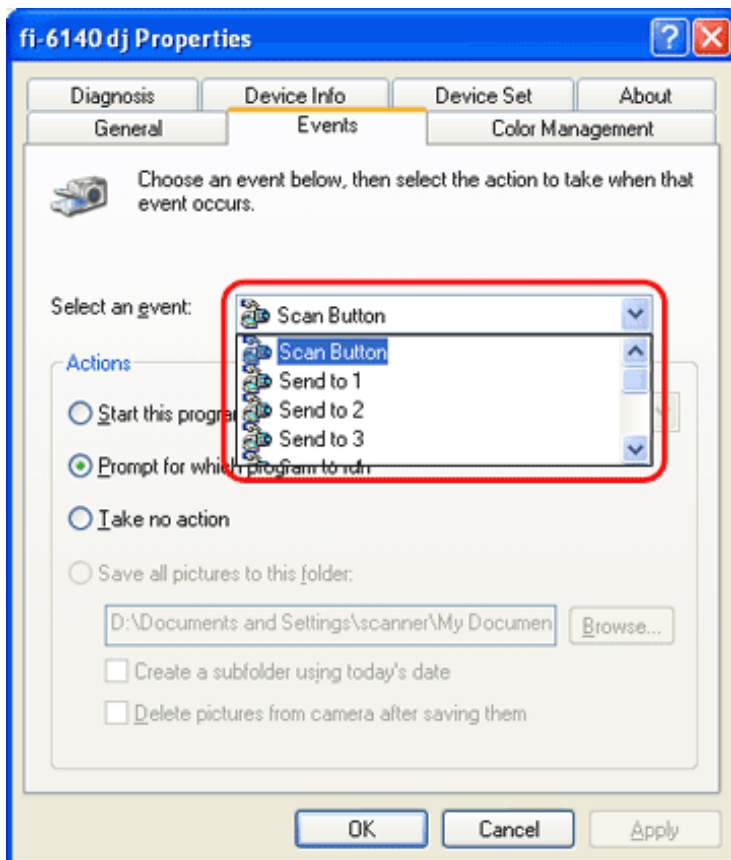 fi-6140 dj Properties
Diagnosis
Device Info
Device Set
About
General
Events
Color Management
Choose an event below, then select the action to take when that
event occurs.
Select an event:
Scan Button
Scan Button
Send to 1
Send to 2
Send to 3
Actions
Start this
Prompt for which program to run
Take no action
Save all pictures to this folder:
D:\Documents and Settings\scanner\My Documen
Browse...
Create a subfolder using today's date
Delete pictures from camera after saving them
OK
Cancel
Apply